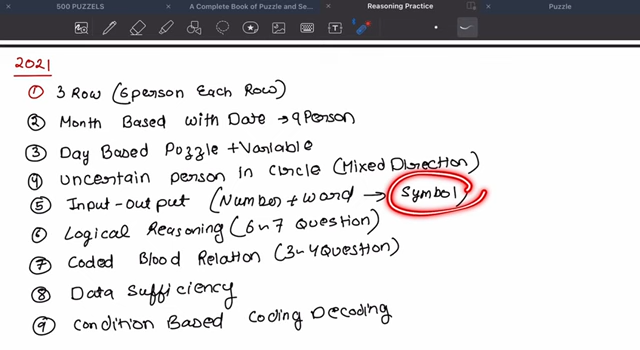 500 PUZZELS
A Complete Book of Puzzle and Se...
Reasoning Practice
Puzzle
2021
① 3 Row (6 person Each Row)
② Month Based with Date → 9 Person
③ Day Based Puzzle + Variable
④ Uncertain person in circle (Mixed Direction)
⑤ Input-output (Number + word → Symbol)
⑥ Logical Reasoning (6~7 Question)
⑦ Coded Blood Relation (3~4 Question)
⑧ Data Sufficiency
⑨ Condition Based Coding Decoding